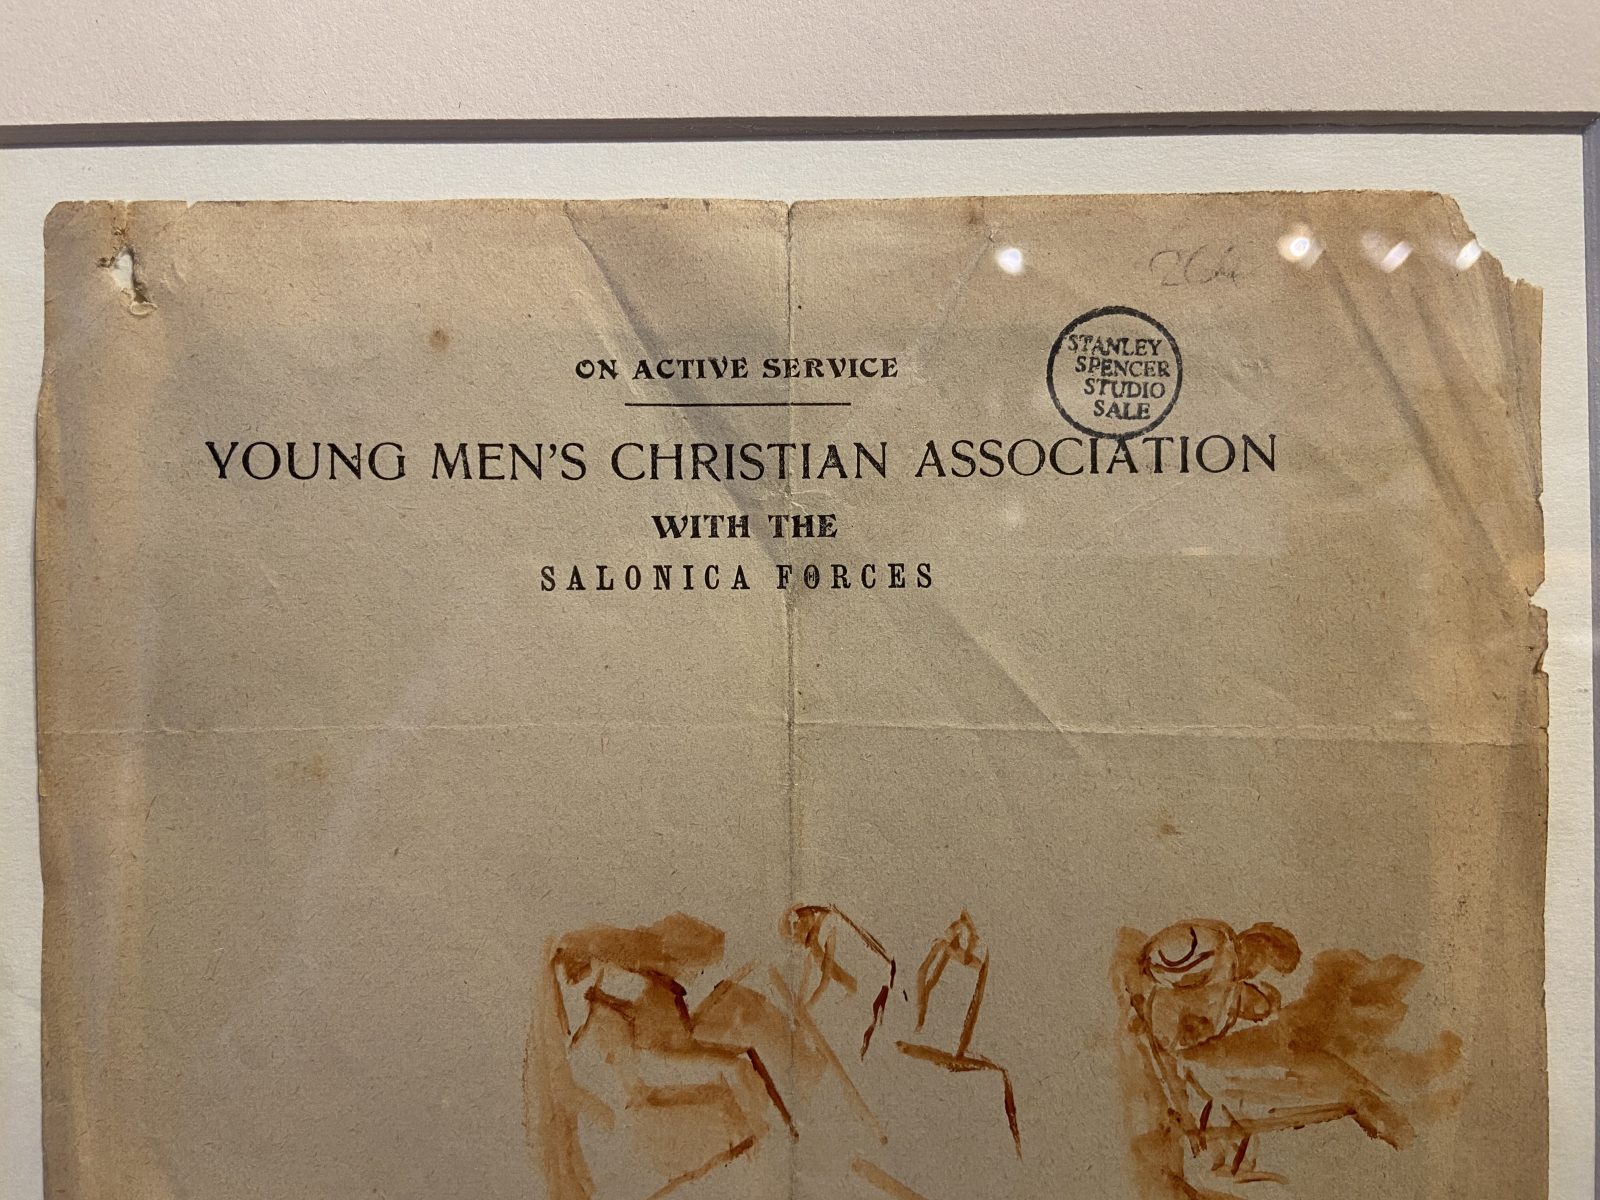 STANLEY
SPENCER
STUDIO
SALE
ON ACTIVE SERVICE
YOUNG MEN'S CHRISTIAN ASSOCIATION
WITH THE
SALONICA FORCES